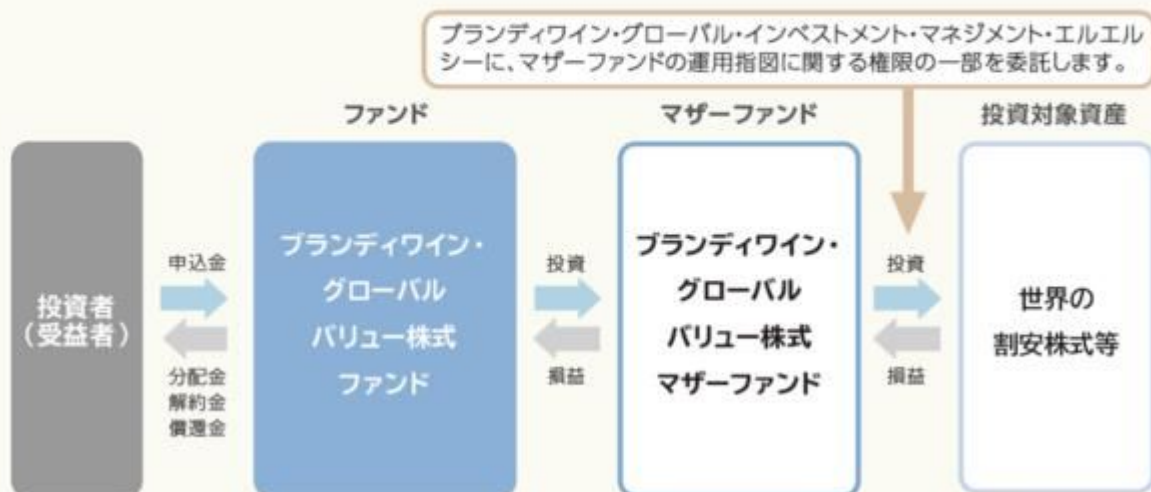 ブランディワイン・グローバル・インベストメント・マネジメント・エルエル
シーに、マザーファンドの運用指図に関する権限の一部を委託します。
ファンド
マザーファンド
投資対象資産
投資者
（受益者）
申込金
分配金
解約金
償還金
ブランディワイン・
グローバル
バリュー株式
ファンド
投資
損益
ブランディワイン・
グローバル
バリュー株式
マザーファンド
投資
損益
世界の
割安株式等